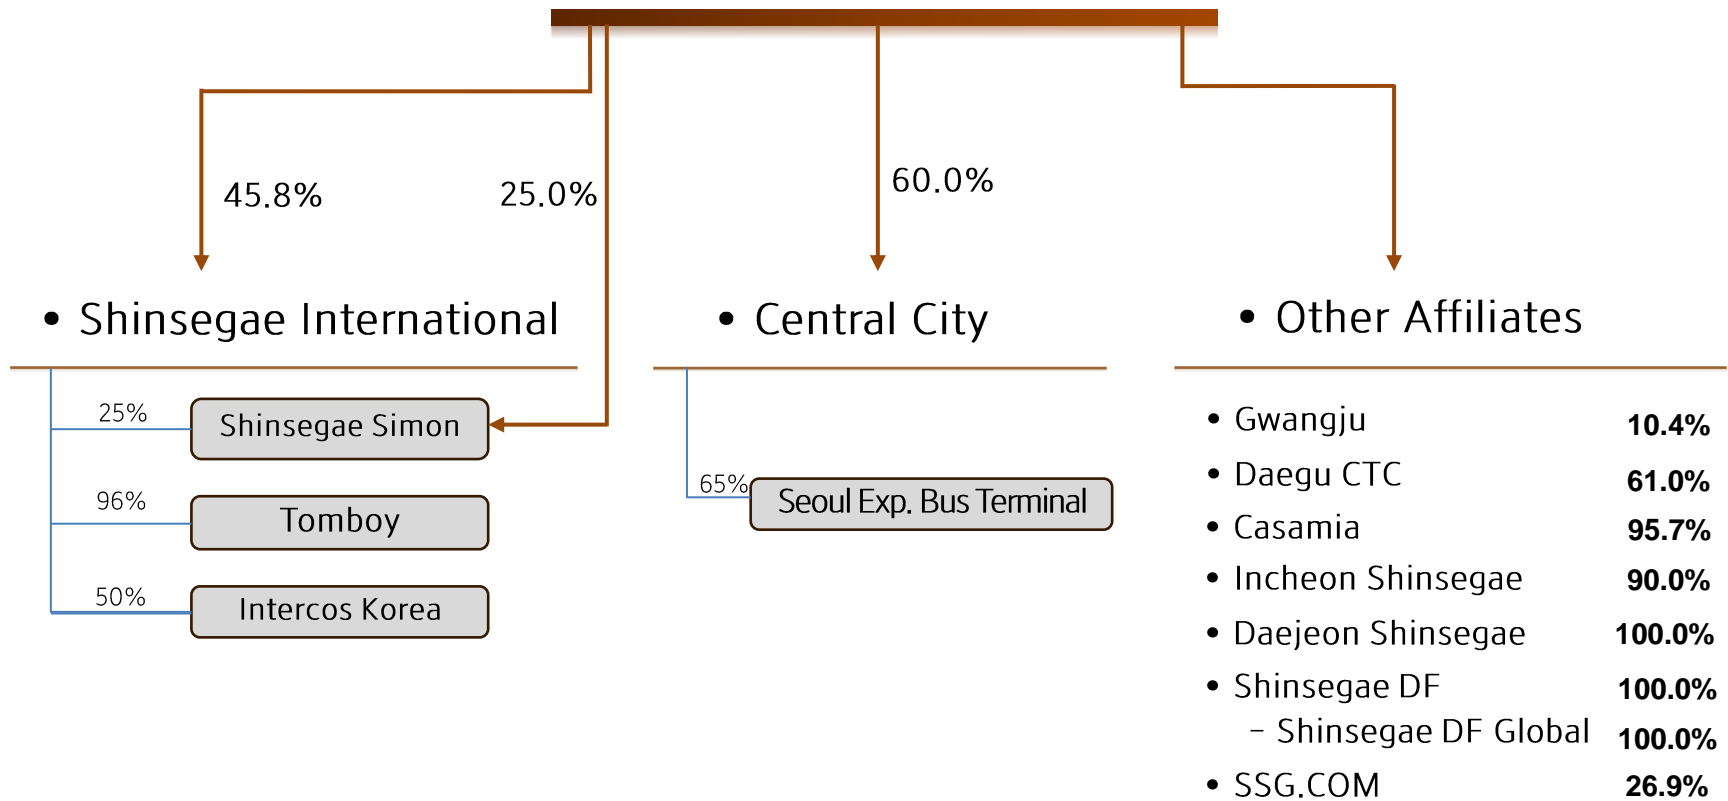 45.8%
25.0%
60.0%
• Shinsegae International
25%
Shinsegae Simon
96%
Tomboy
50%
Intercos Korea
• Central City
65%
Seoul Exp. Bus Terminal
• Other Affiliates
• Gwangju 10.4%
• Daegu CTC 61.0%
• Casamia 95.7%
• Incheon Shinsegae 90.0%
• Daejeon Shinsegae 100.0%
• Shinsegae DF 100.0%
– Shinsegae DF Global 100.0%
• SSG.COM 26.9%